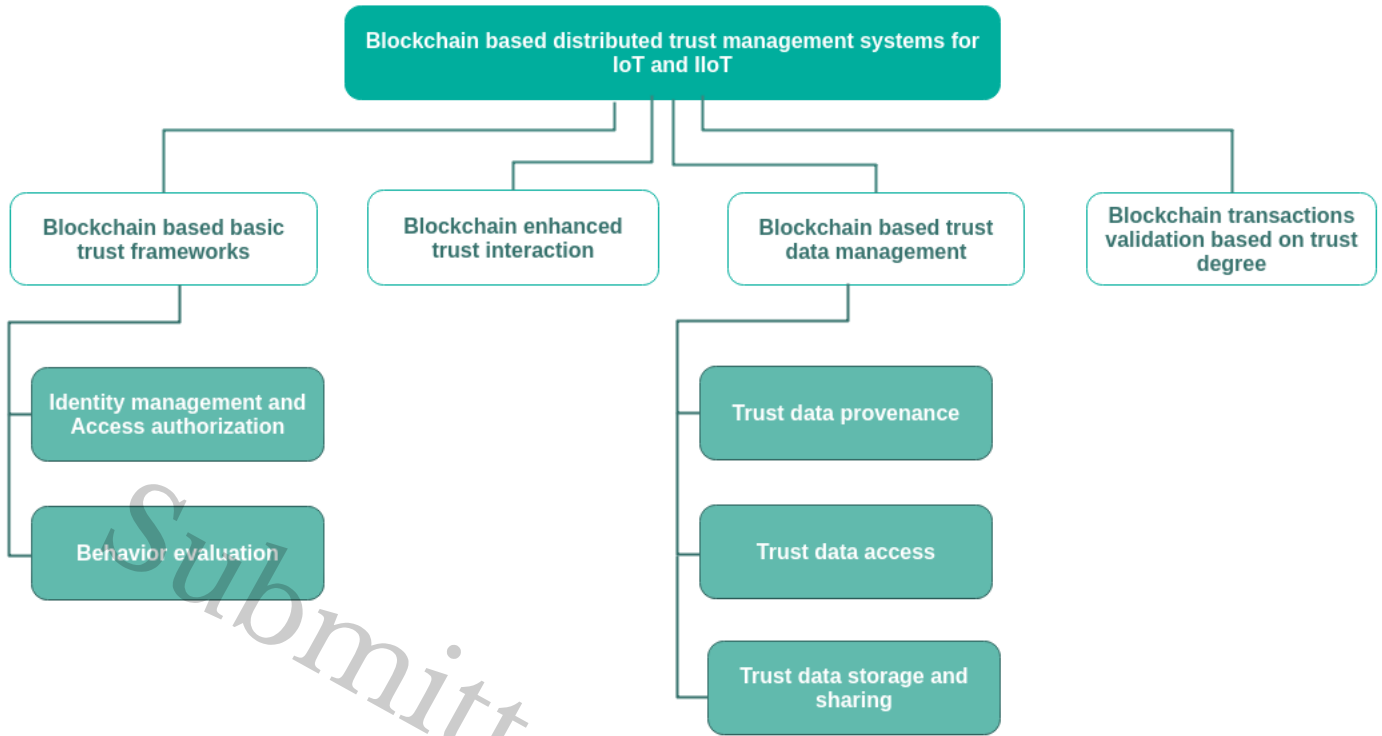 Blockchain based distributed trust management systems for
IoT and IIoT
Blockchain based basic
trust frameworks
Blockchain enhanced
trust interaction
Blockchain based trust
data management
Blockchain transactions
validation based on trust
degree
Identity management and
Access authorization
Behavior evaluation
Trust data provenance
Trust data access
Trust data storage and
sharing
Submitt